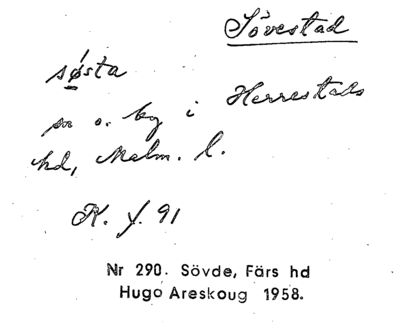 Sövestad
søsta
sn o. by i Herrestads
hd, Malm. l.
K. f. 91
Nr 290. Sövde, Färs hd
Hugo Areskoug 1958.